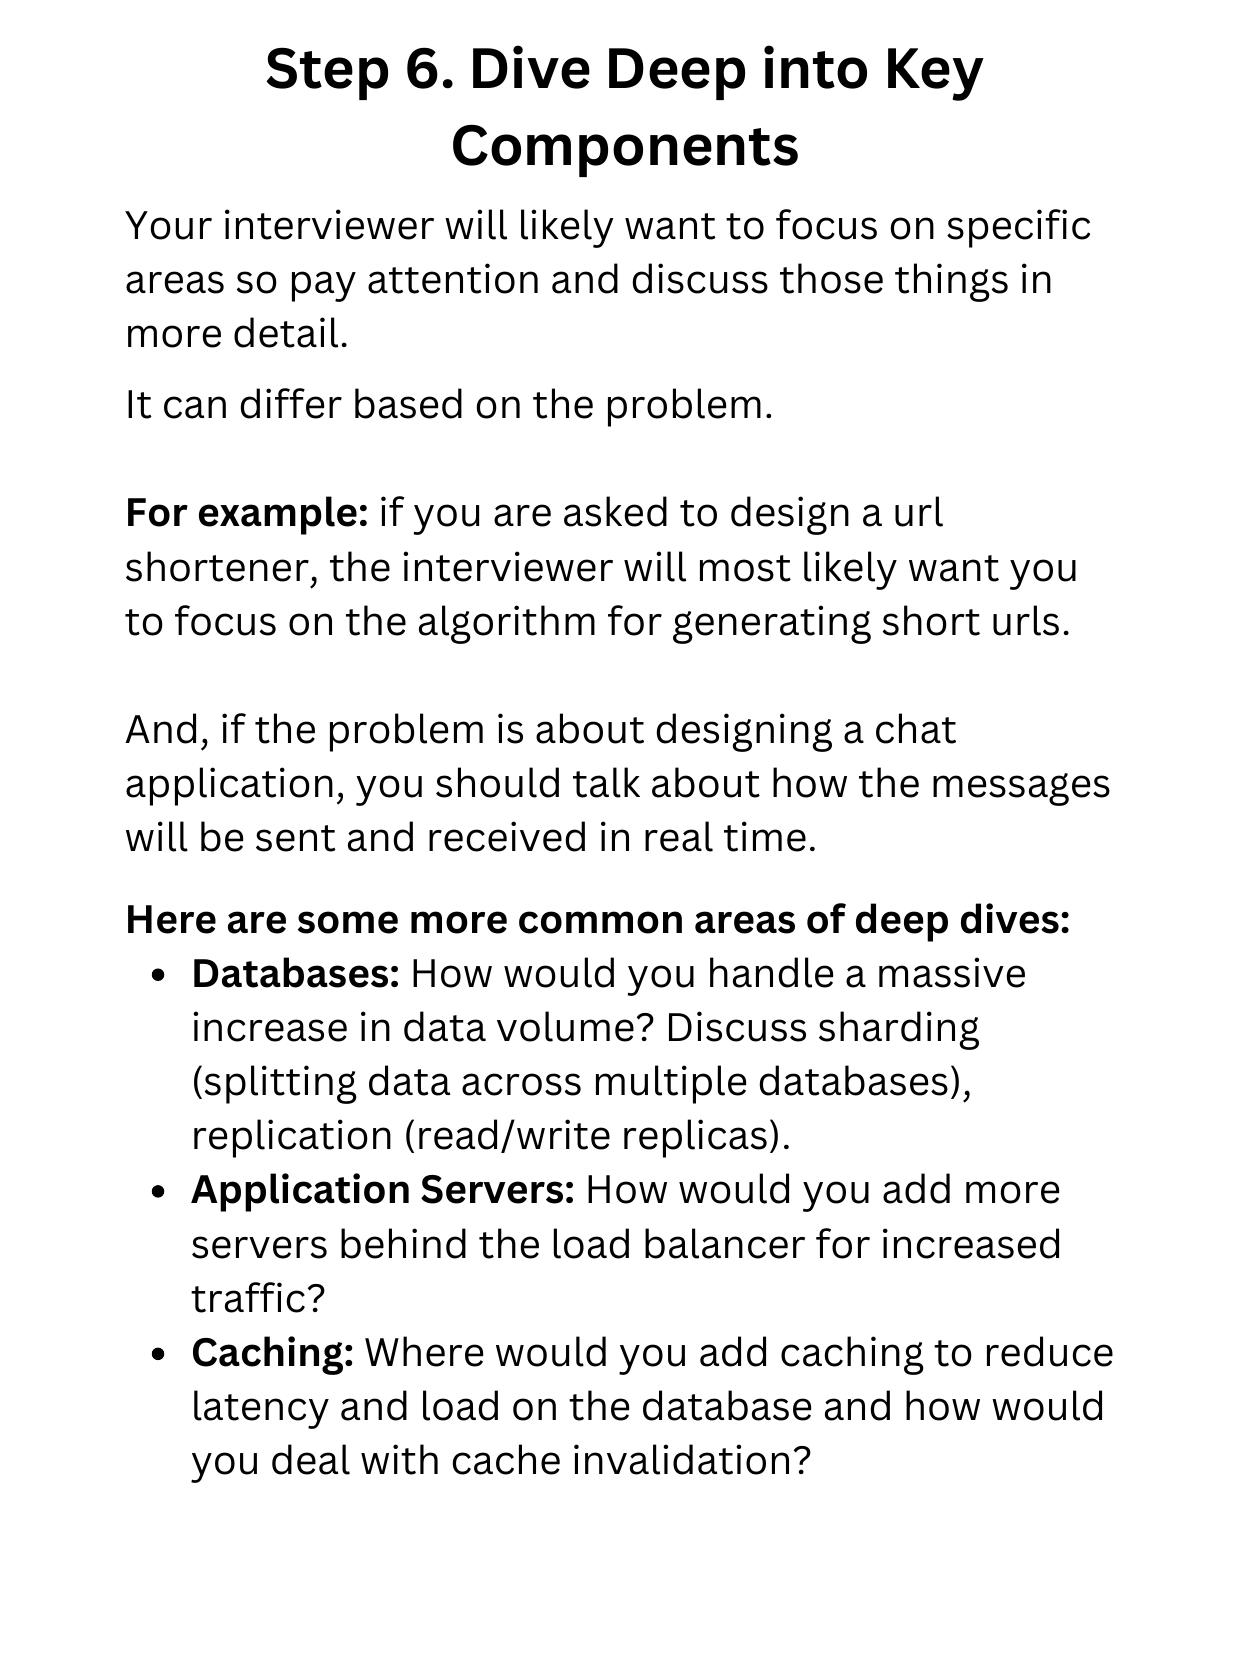 Step 6. Dive Deep into Key
Components
Your interviewer will likely want to focus on specific
areas so pay attention and discuss those things in
more detail.
It can differ based on the problem.
For example: if you are asked to design a url
shortener, the interviewer will most likely want you
to focus on the algorithm for generating short urls.
And, if the problem is about designing a chat
application, you should talk about how the messages
will be sent and received in real time.
Here are some more common areas of deep dives:
• Databases: How would you handle a massive
increase in data volume? Discuss sharding
(splitting data across multiple databases),
replication (read/write replicas).
• Application Servers: How would you add more
servers behind the load balancer for increased
traffic?
• Caching: Where would you add caching to reduce
latency and load on the database and how would
you deal with cache invalidation?